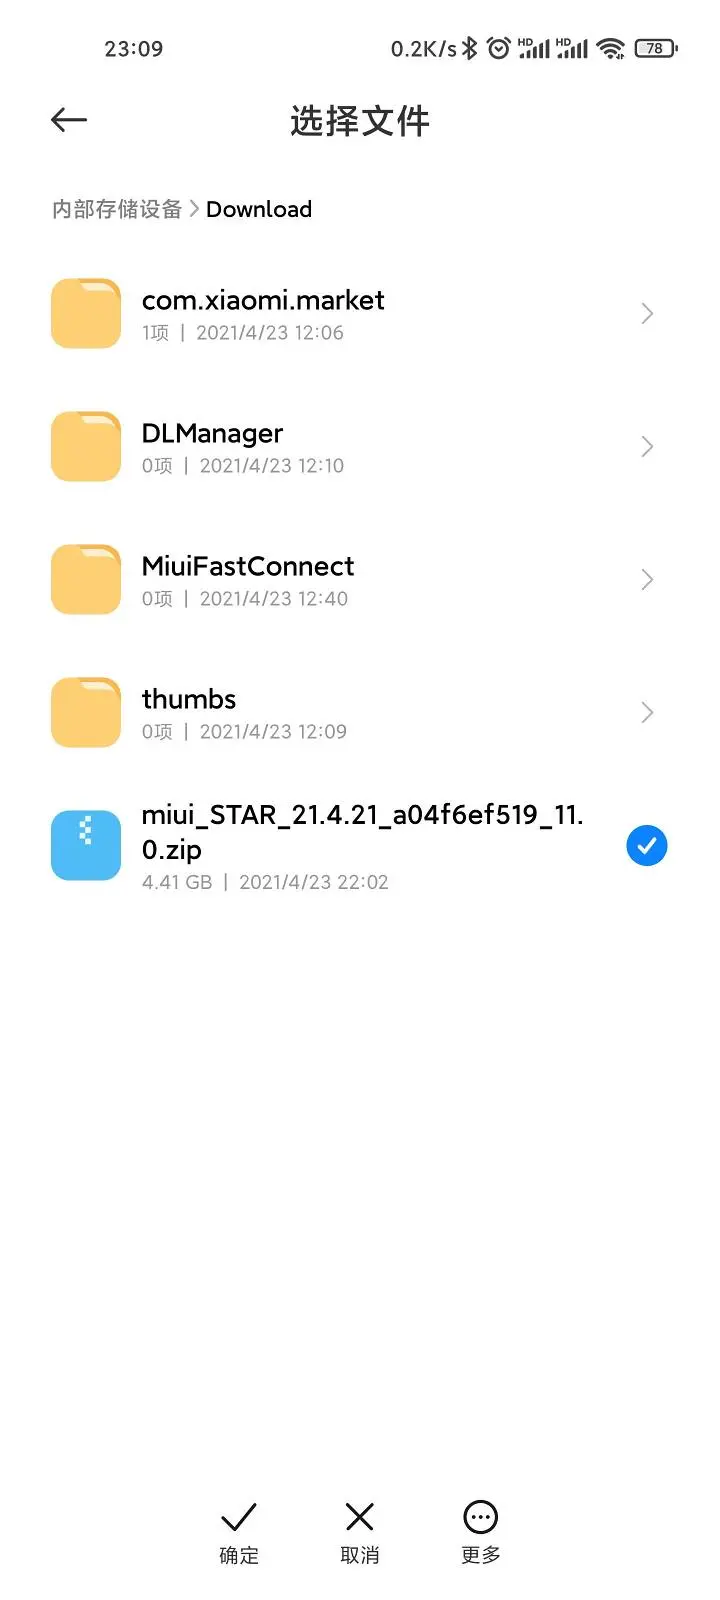 23:09
0.2K/s HD HD 78
选择文件
内部存储设备 > Download
com.xiaomi.market
1项 | 2021/4/23 12:06
DLManager
0项 | 2021/4/23 12:10
MiuiFastConnect
0项 | 2021/4/23 12:40
thumbs
0项 | 2021/4/23 12:09
miui_STAR_21.4.21_a04f6ef519_11.
0.zip
4.41 GB | 2021/4/23 22:02
确定
取消
更多